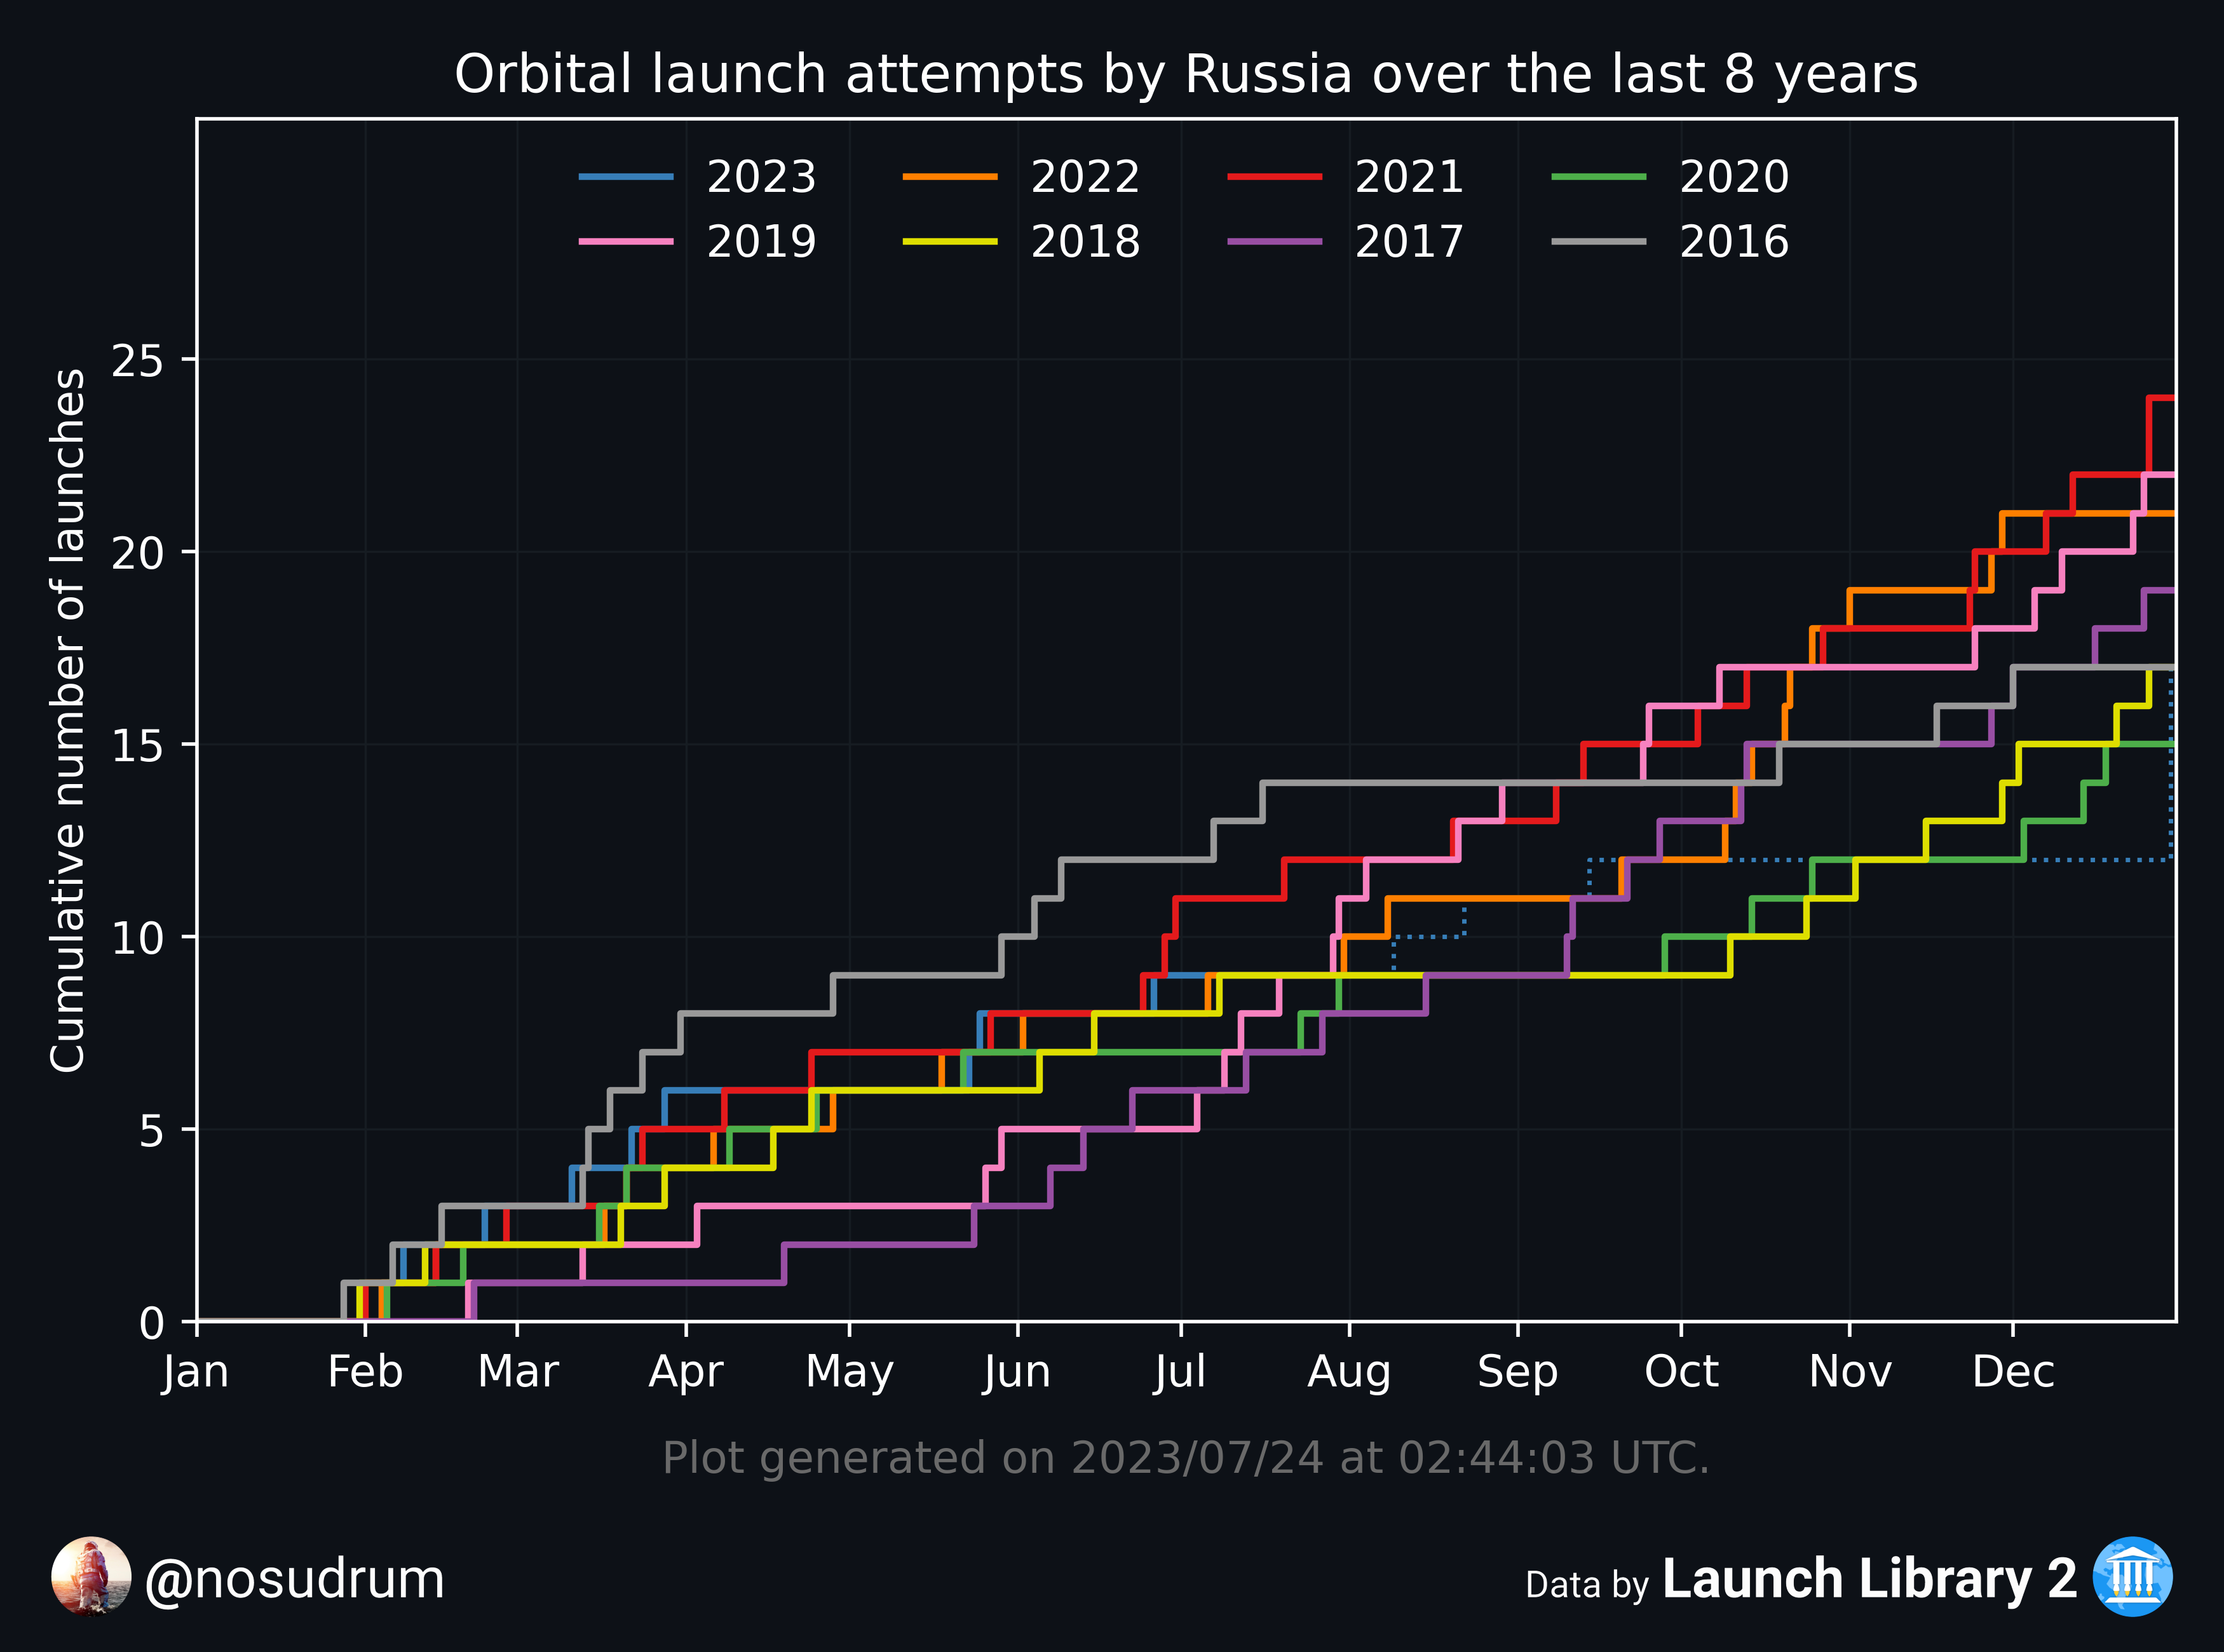 Orbital launch attempts by Russia over the last 8 years
2023 2022 2021 2020
2019 2018 2017 2016
Cumulative number of launches
25
20
15
10
5
0
Jan Feb Mar Apr May Jun Jul Aug Sep Oct Nov Dec
Plot generated on 2023/07/24 at 02:44:03 UTC.
@nosudrum
Data by Launch Library 2